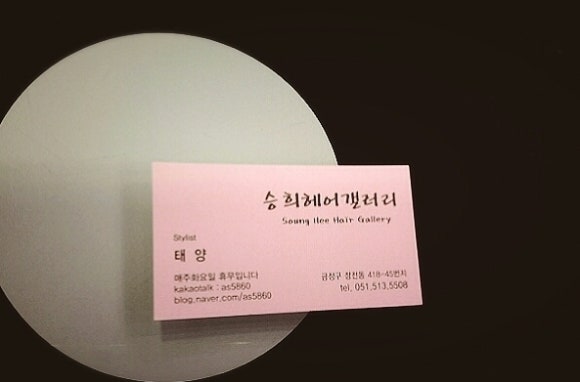 승희헤어갤러리
Seung Hee Hair Gallery
Stylist
태 양
매주화요일 휴무입니다
kakaotalk : as5860
blog.naver.com/as5860
금정구 장전동 418-45번지
tel. 051.513.5508